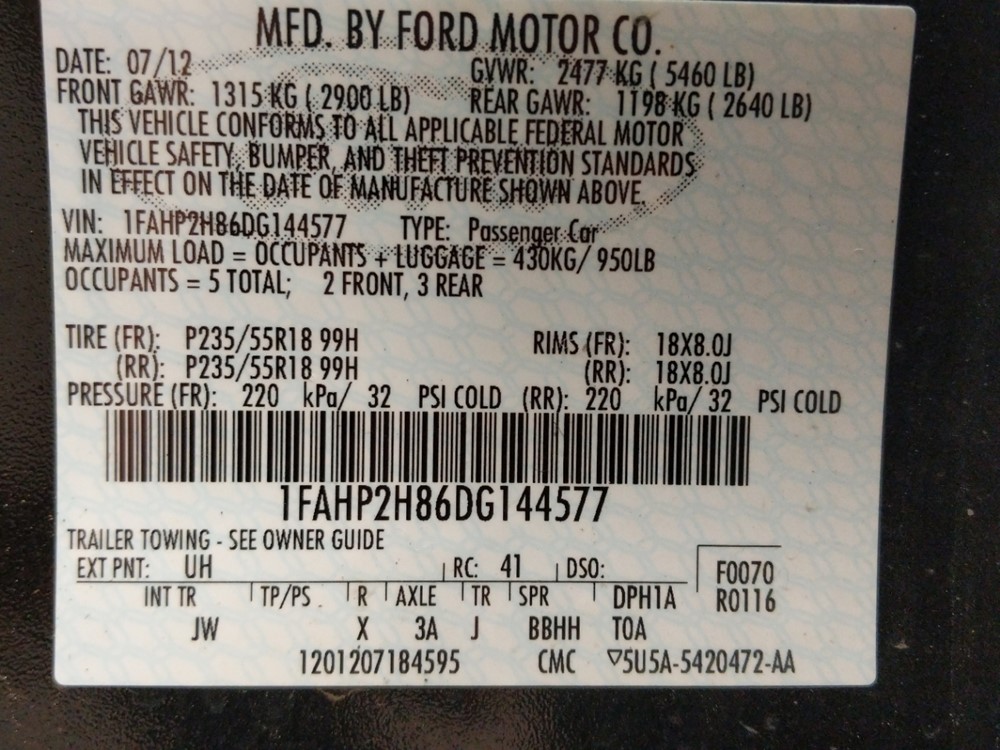 MFD. BY FORD MOTOR CO.
DATE: 07/12 GVWR: 2477 KG ( 5460 LB)
FRONT GAWR: 1315 KG ( 2900 LB) REAR GAWR: 1198 KG ( 2640 LB)
THIS VEHICLE CONFORMS TO ALL APPLICABLE FEDERAL MOTOR
VEHICLE SAFETY, BUMPER, AND THEFT PREVENTION STANDARDS
IN EFFECT ON THE DATE OF MANUFACTURE SHOWN ABOVE.
VIN: 1FAHP2H86DG144577 TYPE: Passenger Car
MAXIMUM LOAD = OCCUPANTS + LUGGAGE = 430KG/ 950LB
OCCUPANTS = 5 TOTAL; 2 FRONT, 3 REAR
TIRE (FR): P235/55R18 99H RIMS (FR): 18X8.0J
(RR): P235/55R18 99H (RR): 18X8.0J
PRESSURE (FR): 220 kPa/ 32 PSI COLD (RR): 220 kPa/ 32 PSI COLD
1FAHP2H86DG144577
TRAILER TOWING - SEE OWNER GUIDE
EXT PNT: UH RC: 41 DSO: F0070
INT TR TP/PS R AXLE TR SPR DPH1A R0116
JW X 3A J BBHH TOA
1201207184595 CMC ▽5U5A-5420472-AA